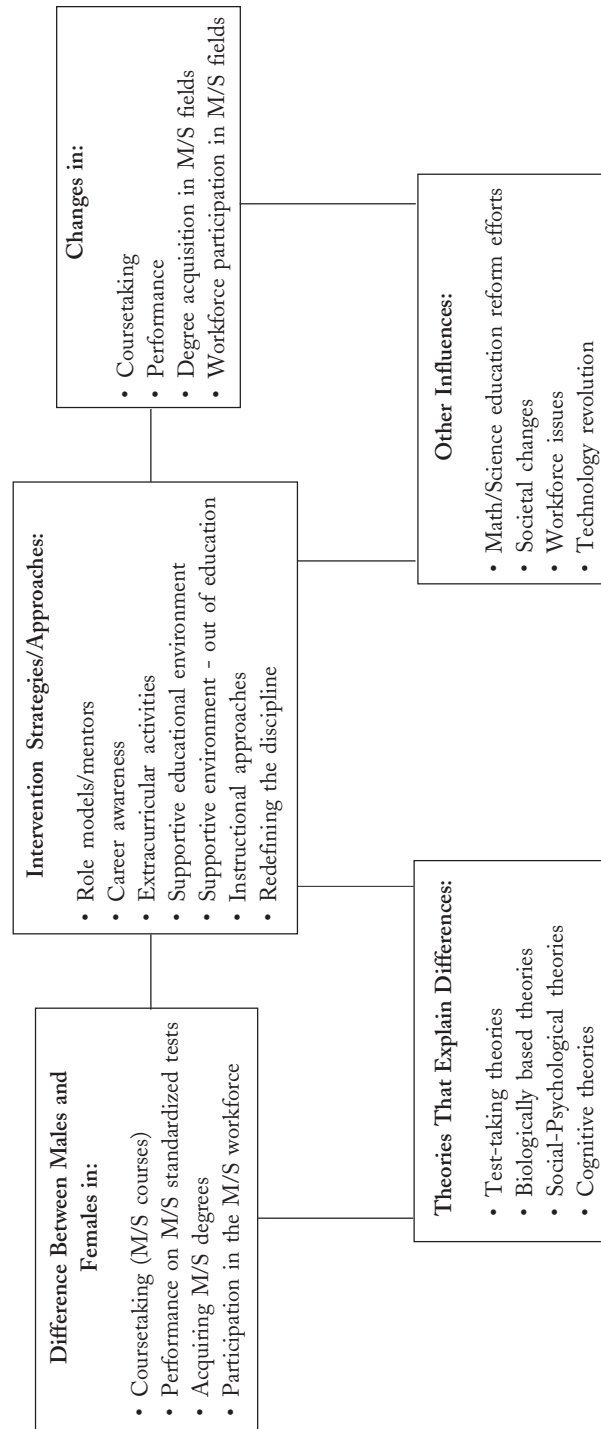 Difference Between Males and
Females in:
• Coursetaking (M/S courses)
• Performance on M/S standardized tests
• Acquiring M/S degrees
• Participation in the M/S workforce
Intervention Strategies/Approaches:
• Role models/mentors
• Career awareness
• Extracurricular activities
• Supportive educational environment
• Supportive environment - out of education
• Instructional approaches
• Redefining the discipline
Changes in:
• Coursetaking
• Performance
• Degree acquisition in M/S fields
• Workforce participation in M/S fields
Theories That Explain Differences:
• Test-taking theories
• Biologically based theories
• Social-Psychological theories
• Cognitive theories
Other Influences:
• Math/Science education reform efforts
• Societal changes
• Workforce issues
• Technology revolution